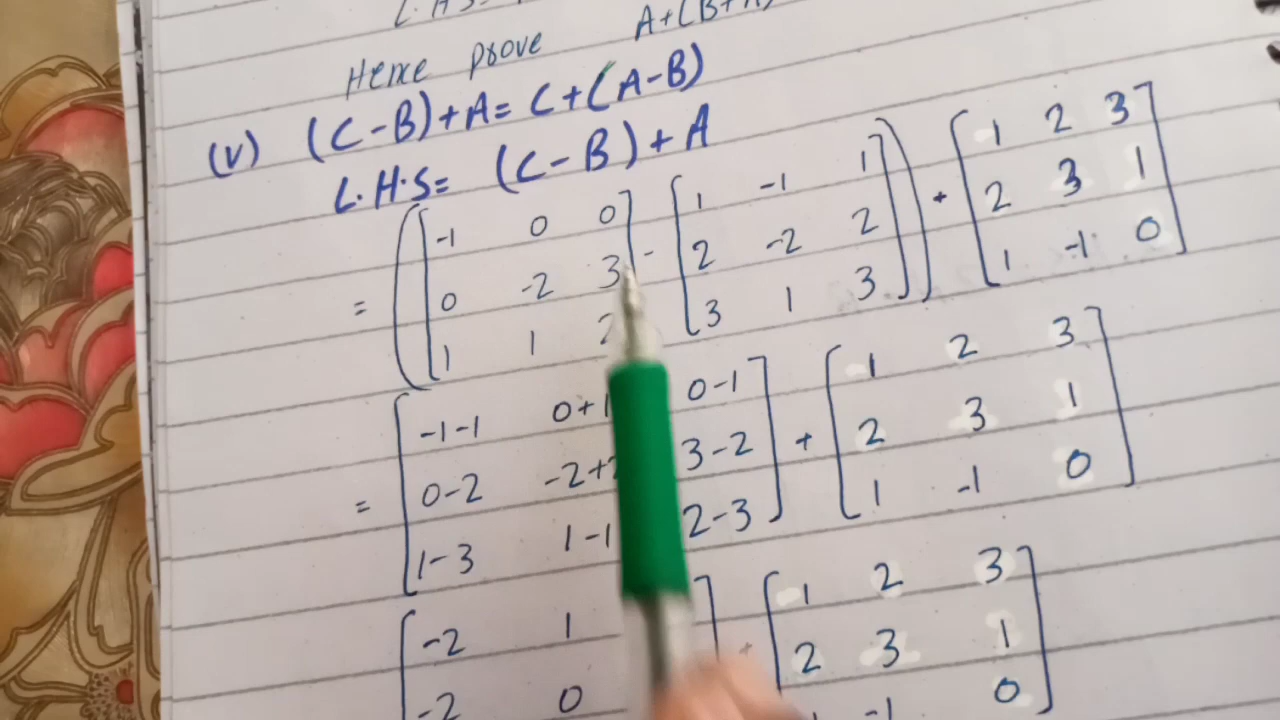 L.H.S=
Hence prove A+(B+A)
(v) (C-B)+A= C+(A-B)
L.H.S= (C-B)+A
= ([-1 0 0] - [1 -1 1]) + [1 2 3]
[0 -2 3] [2 -2 2] [2 3 1]
[1 1 2] [3 1 3] [1 -1 0]
= [-1-1 0+1 0-1] + [1 2 3]
[0-2 -2+2 3-2] [2 3 1]
[1-3 1-1 2-3] [1 -1 0]
[-2 1 ] + [1 2 3]
[-2 0 ] [2 3 1]
-1 0]